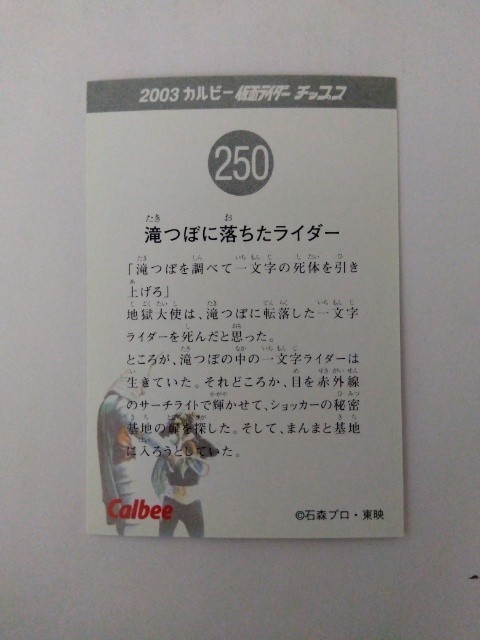 2003 カルビー 仮面ライダー チップス
250
滝つぼに落ちたライダー
「滝つぼを調べて一文字の死体を引き
上げろ」
地獄大使は、滝つぼに転落した一文字
ライダーを死んだと思った。
ところが、滝つぼの中の一文字ライダーは
生きていた。それどころか、目を赤外線
のサーチライトで輝かせて、ショッカーの秘密
基地の扉を探した。そして、まんまと基地
に入ろうとしていた。
Calbee
©石森プロ・東映